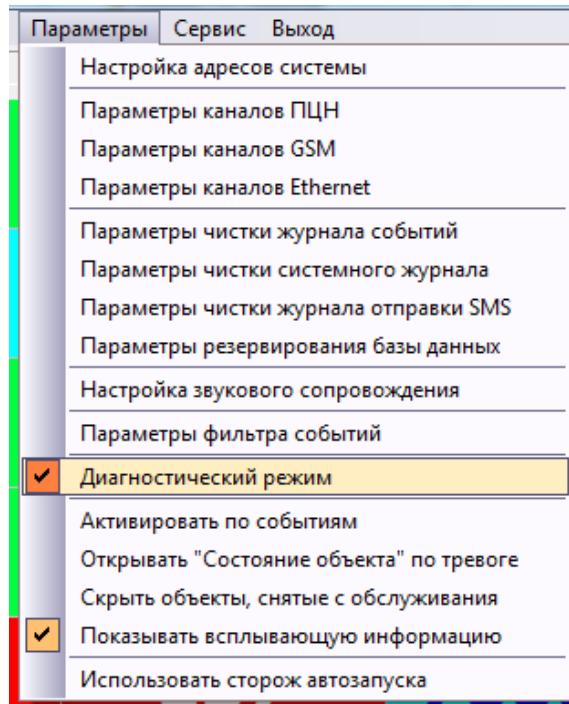 Параметры Сервис Выход
Настройка адресов системы
Параметры каналов ПЦН
Параметры каналов GSM
Параметры каналов Ethernet
Параметры чистки журнала событий
Параметры чистки системного журнала
Параметры чистки журнала отправки SMS
Параметры резервирования базы данных
Настройка звукового сопровождения
Параметры фильтра событий
Диагностический режим
Активировать по событиям
Открывать "Состояние объекта" по тревоге
Скрыть объекты, снятые с обслуживания
Показывать всплывающую информацию
Использовать сторож автозапуска